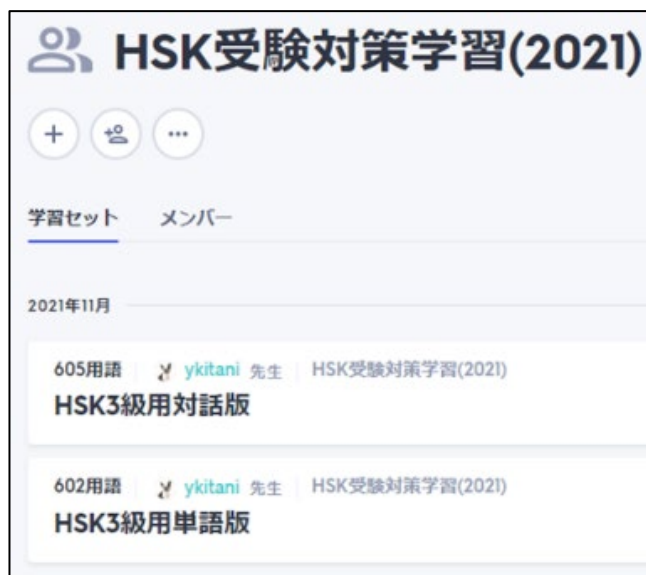 HSK受験対策学習(2021)
学習セット メンバー
2021年11月
605用語 ykitani 先生 HSK受験対策学習(2021)
HSK3級用対話版
602用語 ykitani 先生 HSK受験対策学習(2021)
HSK3級用単語版